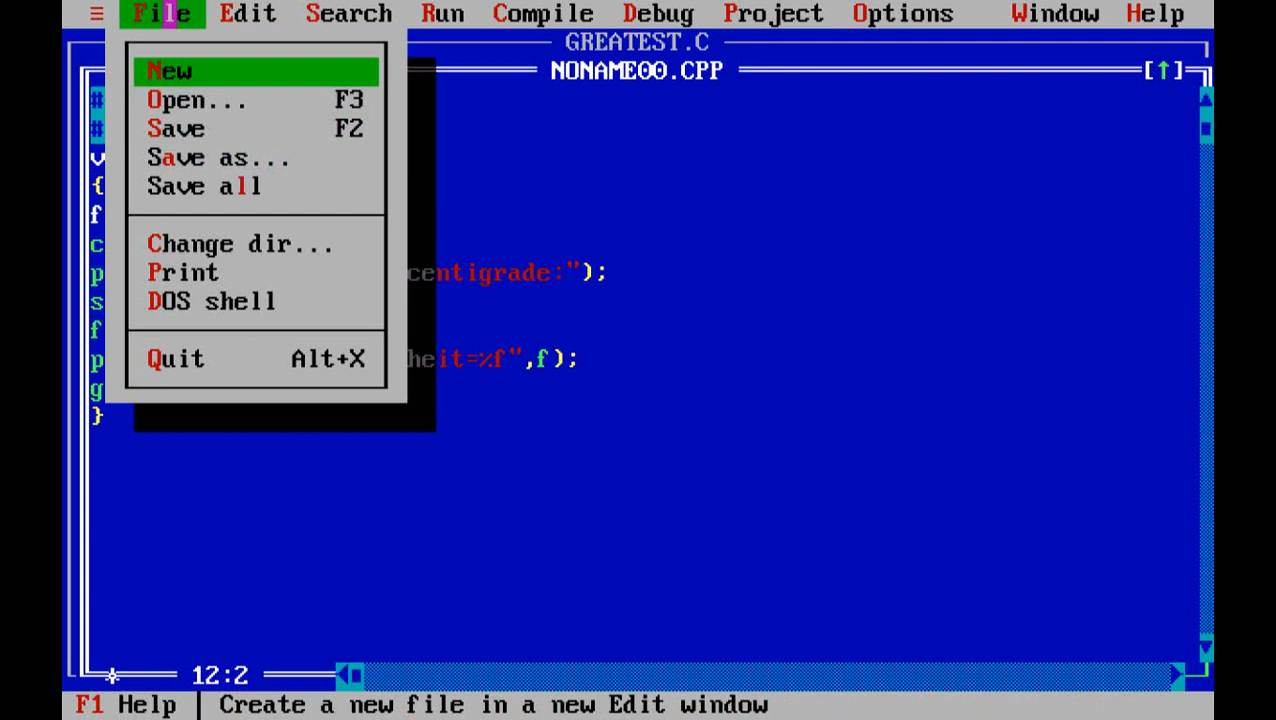 ≡ File Edit Search Run Compile Debug Project Options Window Help
GREATEST.C
NONAME00.CPP [↑]
New
Open... F3
Save F2
Save as...
Save all
Change dir...
Print
DOS shell
Quit Alt+X
#
#
v
{
f
c
p centigrade:");
s
f
p heit=%f",f);
g
}
12:2
F1 Help │ Create a new file in a new Edit window